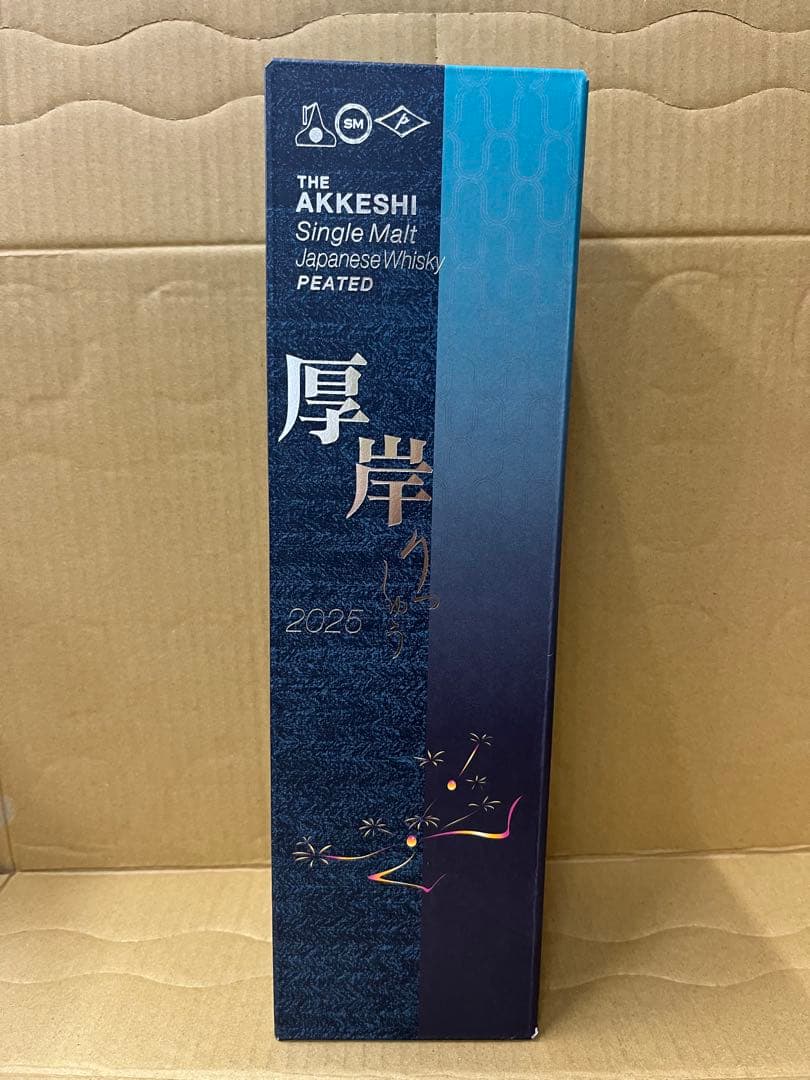 SM
THE
AKKESHI
Single Malt
Japanese Whisky
PEATED
厚岸
りっしゅう
2025